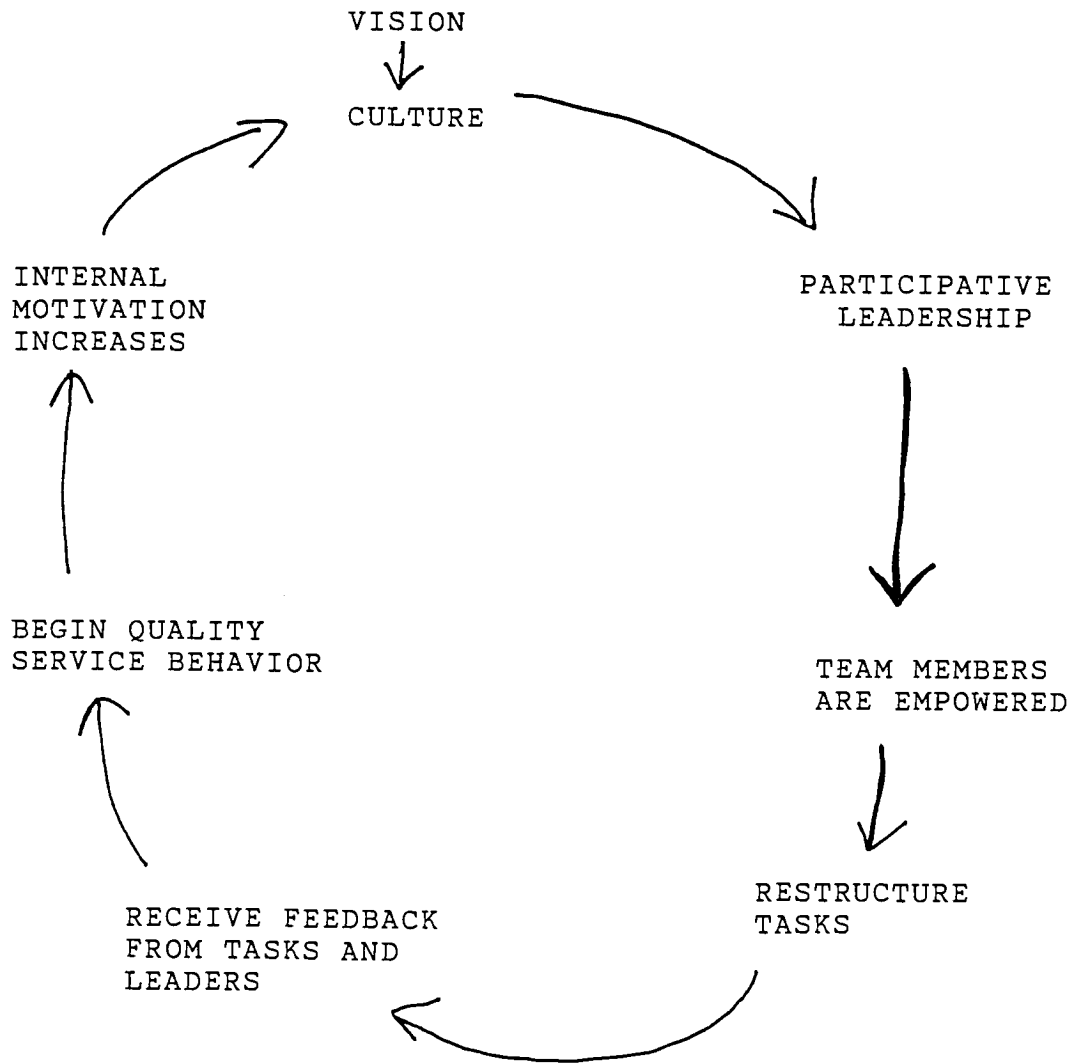 VISION
CULTURE
PARTICIPATIVE
LEADERSHIP
TEAM MEMBERS
ARE EMPOWERED
RESTRUCTURE
TASKS
RECEIVE FEEDBACK
FROM TASKS AND
LEADERS
BEGIN QUALITY
SERVICE BEHAVIOR
INTERNAL
MOTIVATION
INCREASES